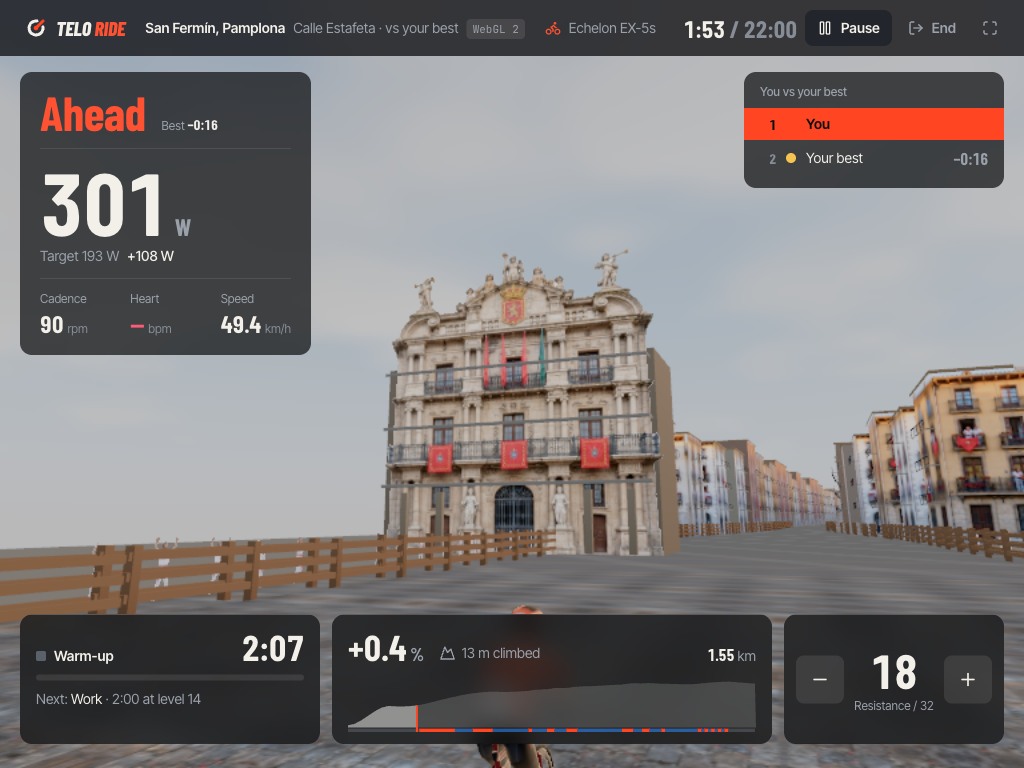 TELO RIDE San Fermín, Pamplona Calle Estafeta · vs your best WebGL 2 Echelon EX-5s 1:53 / 22:00 Pause End
Ahead Best −0:16
301 W
Target 193 W +108 W
Cadence Heart Speed
90 rpm – bpm 49.4 km/h
You vs your best
1 You
2 Your best −0:16
Warm-up 2:07
Next: Work · 2:00 at level 14
+0.4 % 13 m climbed 1.55 km
− 18 +
Resistance / 32